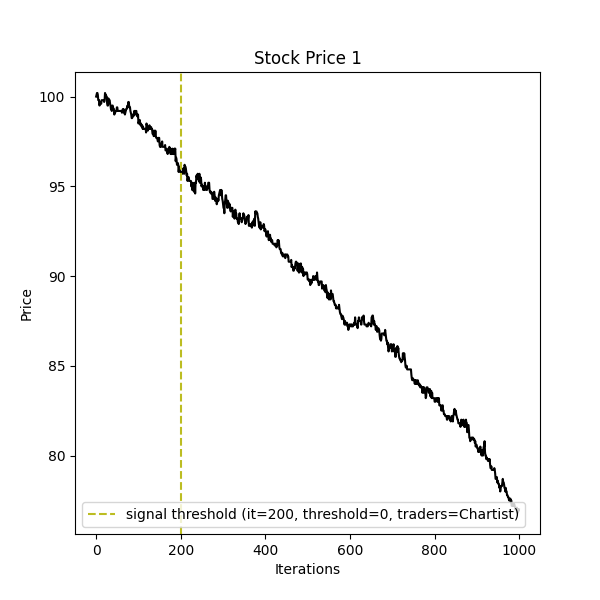 Stock Price 1
Price
100
95
90
85
80
signal threshold (it=200, threshold=0, traders=Chartist)
0 200 400 600 800 1000
Iterations